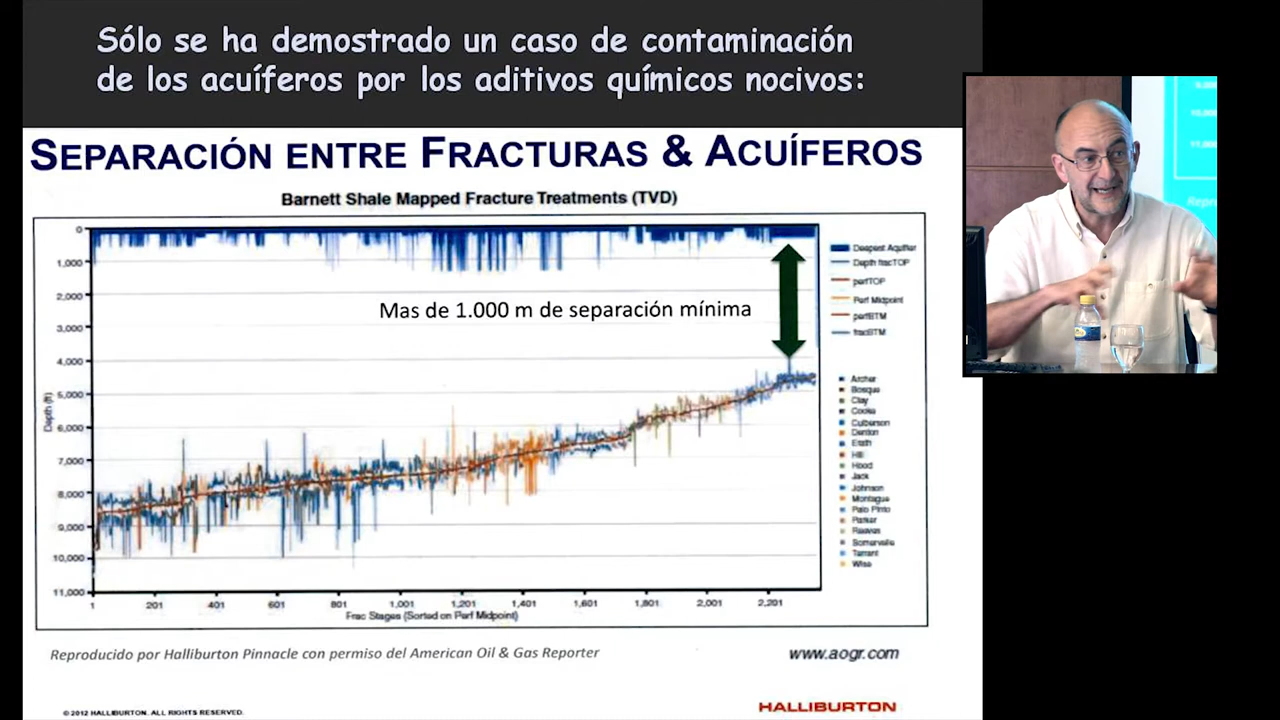 Sólo se ha demostrado un caso de contaminación
de los acuíferos por los aditivos químicos nocivos:
SEPARACIÓN ENTRE FRACTURAS & ACUÍFEROS
Barnett Shale Mapped Fracture Treatments (TVD)
0
1,000
2,000
3,000
4,000
5,000
6,000
7,000
8,000
9,000
10,000
11,000
Depth (ft)
Mas de 1.000 m de separación mínima
1 201 401 601 801 1,001 1,201 1,401 1,601 1,801 2,001 2,201
Frac Stages (Sorted on Perf Midpoint)
Deepest Aquifer
Depth fracTOP
perfTOP
Perf Midpoint
perfBTM
fracBTM
Archer
Bosque
Clay
Cooke
Culberson
Denton
Erath
Hill
Hood
Jack
Johnson
Montague
Palo Pinto
Parker
Reeves
Somervelle
Tarrant
Wise
Reproducido por Halliburton Pinnacle con permiso del American Oil & Gas Reporter
www.aogr.com
© 2012 HALLIBURTON. ALL RIGHTS RESERVED.
HALLIBURTON